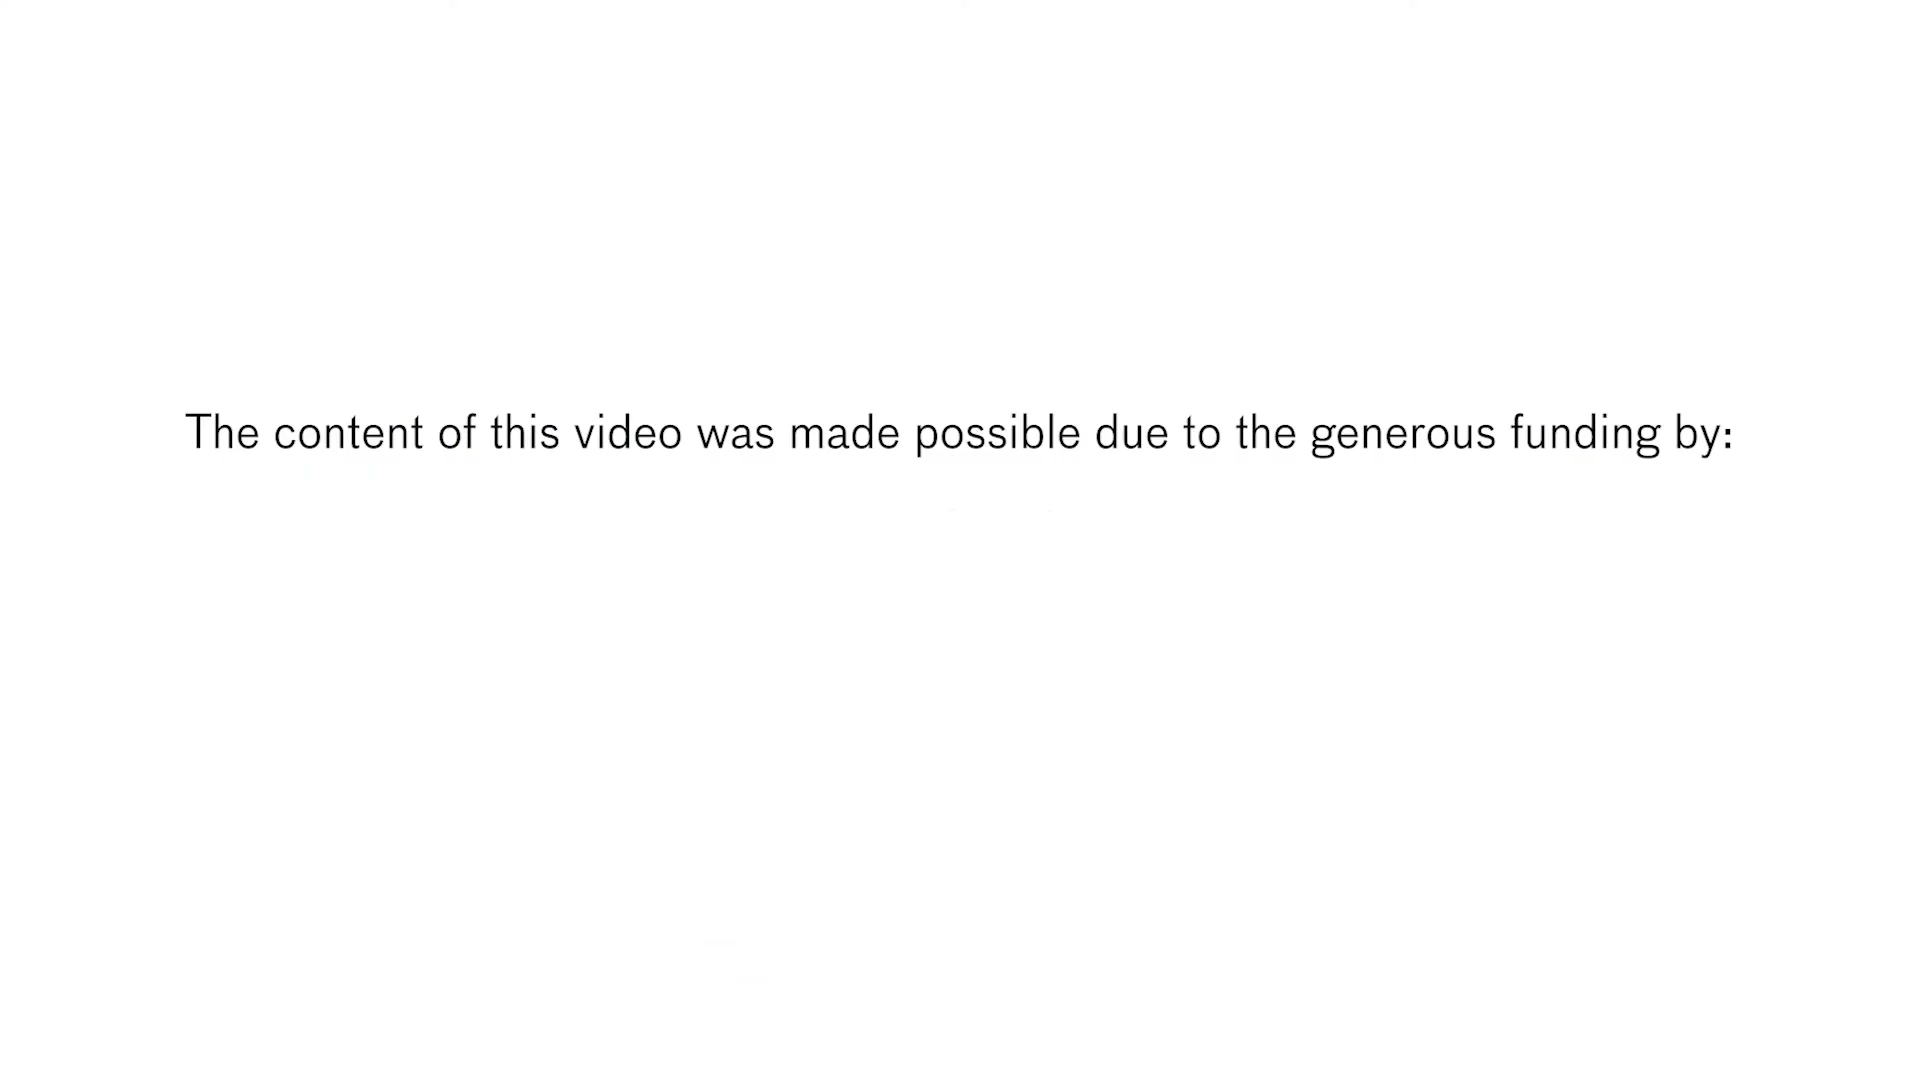 The content of this video was made possible due to the generous funding by: